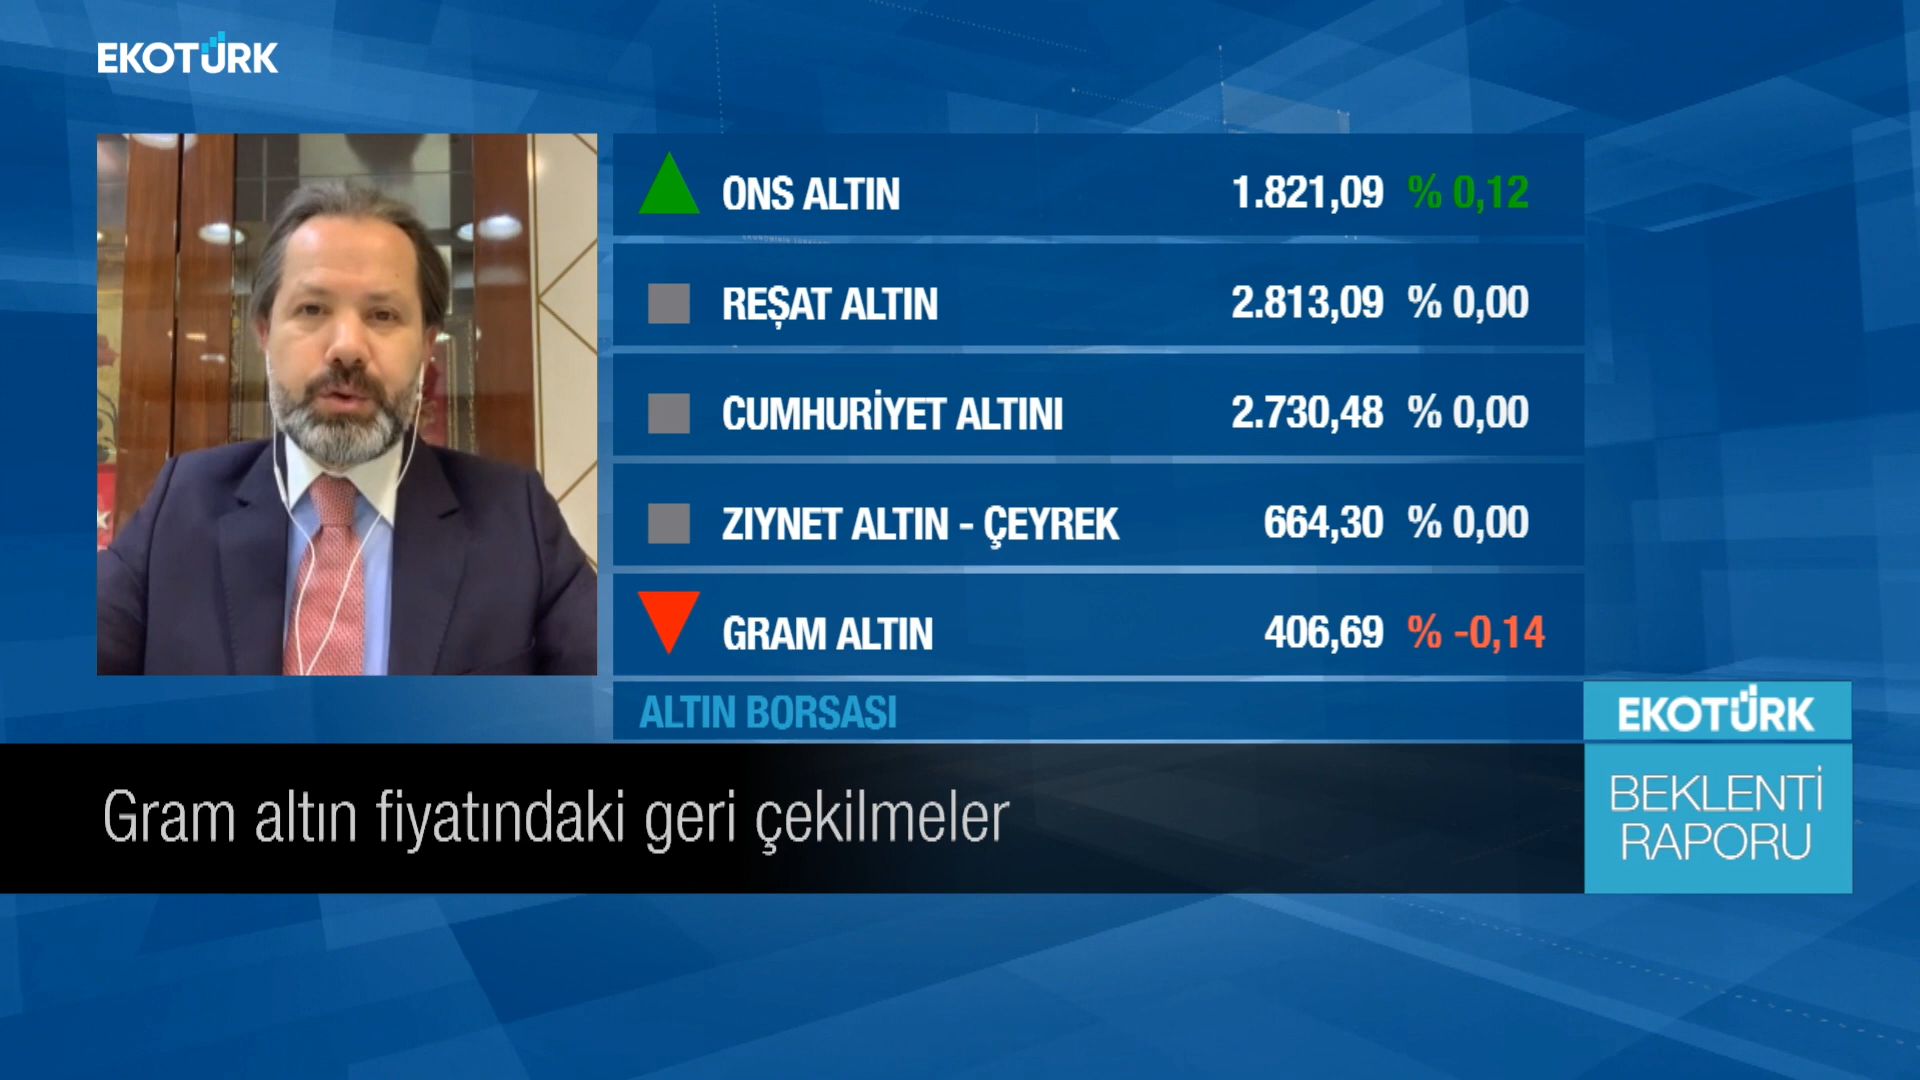 EKOTÜRK
ONS ALTIN 1.821,09 % 0,12
REŞAT ALTIN 2.813,09 % 0,00
CUMHURİYET ALTINI 2.730,48 % 0,00
ZIYNET ALTIN - ÇEYREK 664,30 % 0,00
GRAM ALTIN 406,69 % -0,14
ALTIN BORSASI
EKOTÜRK
Gram altın fiyatındaki geri çekilmeler
BEKLENTİ
RAPORU